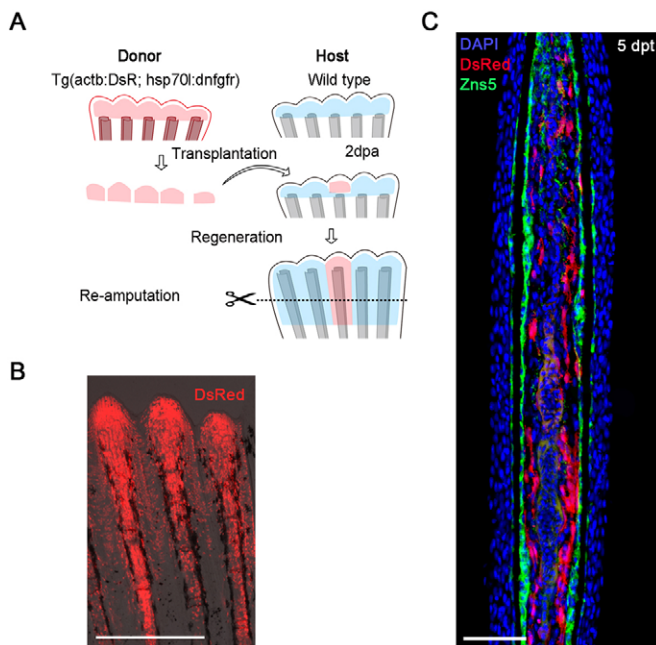 A
Donor
Host
Tg(actb:DsR; hsp70l:dnfgfr)
Wild type
Transplantation
2dpa
Regeneration
Re-amputation
B
DsRed
C
DAPI
5 dpt
DsRed
Zns5